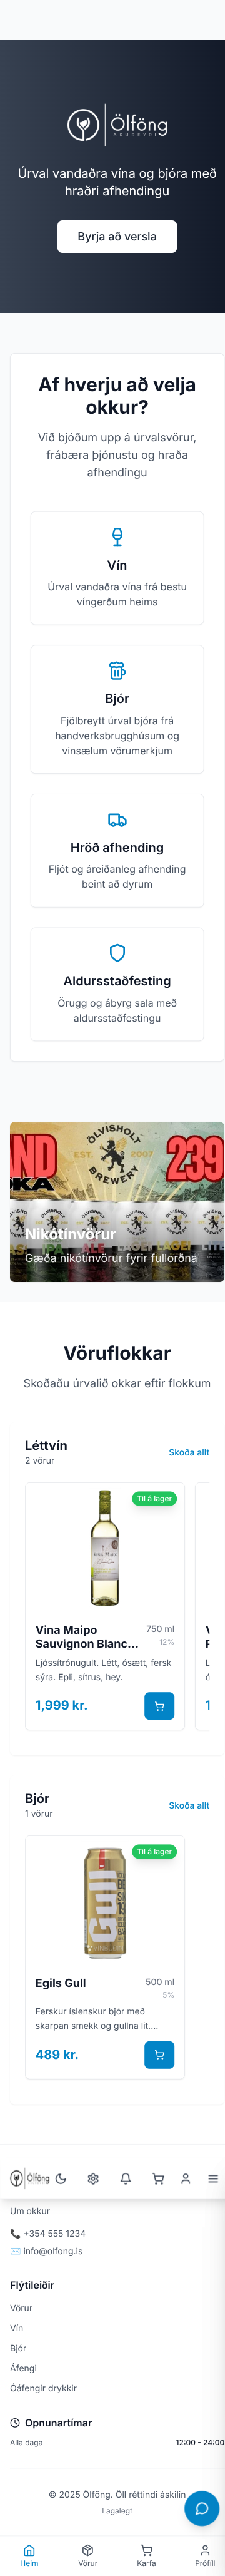 Ölföng
AKUREYRI
Úrval vandaðra vína og bjóra með
hraðri afhendingu
Byrja að versla
Af hverju að velja
okkur?
Við bjóðum upp á úrvalsvörur,
frábæra þjónustu og hraða
afhendingu
Vín
Úrval vandaðra vína frá bestu
víngerðum heims
Bjór
Fjölbreytt úrval bjóra frá
handverksbrugghúsum og
vinsælum vörumerkjum
Hröð afhending
Fljót og áreiðanleg afhending
beint að dyrum
Aldursstaðfesting
Örugg og ábyrg sala með
aldursstaðfestingu
ÖLVISHOLT
EST. 2007
BREWERY
239
Nikótínvörur
Gæða nikótínvörur fyrir fullorðna
Vöruflokkar
Skoðaðu úrvalið okkar eftir flokkum
Léttvín
2 vörur
Skoða allt
Til á lager
Vina Maipo
Sauvignon Blanc...
750 ml
12%
Ljóssítrónugult. Létt, ósætt, fersk
sýra. Epli, sítrus, hey.
1,999 kr.
Bjór
1 vörur
Skoða allt
Til á lager
Gull
Egils Gull
500 ml
5%
Ferskur íslenskur bjór með
skarpan smekk og gullna lit....
489 kr.
Ölföng
Um okkur
+354 555 1234
info@olfong.is
Flýtileiðir
Vörur
Vín
Bjór
Áfengi
Óáfengir drykkir
Opnunartímar
Alla daga
12:00 - 24:00
© 2025 Ölföng. Öll réttindi áskilin
Lagalegt
Heim
Vörur
Karfa
Prófíll